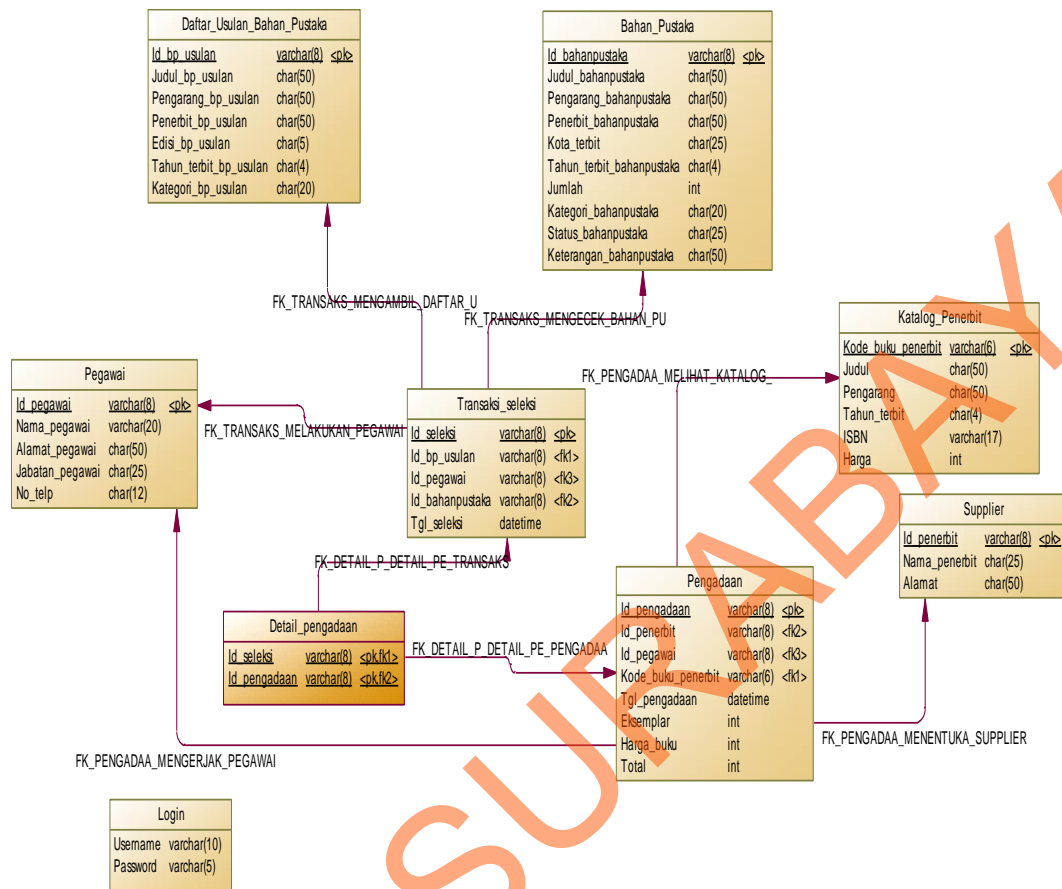 Daftar_Usulan_Bahan_Pustaka
Id_bp_usulan varchar(8) <pk>
Judul_bp_usulan char(50)
Pengarang_bp_usulan char(50)
Penerbit_bp_usulan char(50)
Edisi_bp_usulan char(5)
Tahun_terbit_bp_usulan char(4)
Kategori_bp_usulan char(20)
Bahan_Pustaka
Id_bahanpustaka varchar(8) <pk>
Judul_bahanpustaka char(50)
Pengarang_bahanpustaka char(50)
Penerbit_bahanpustaka char(50)
Kota_terbit char(25)
Tahun_terbit_bahanpustaka char(4)
Jumlah int
Kategori_bahanpustaka char(20)
Status_bahanpustaka char(25)
Keterangan_bahanpustaka char(50)
FK_TRANSAKS_MENGAMBIL_DAFTAR_U
FK_TRANSAKS_MENGECEK_BAHAN_PU
Katalog_Penerbit
Kode_buku_penerbit varchar(6) <pk>
Judul char(50)
Pengarang char(50)
Tahun_terbit char(4)
ISBN varchar(17)
Harga int
FK_PENGADAA_MELIHAT_KATALOG_
Pegawai
Id_pegawai varchar(8) <pk>
Nama_pegawai varchar(20)
Alamat_pegawai char(50)
Jabatan_pegawai char(25)
No_telp char(12)
FK_TRANSAKS_MELAKUKAN_PEGAWAI
Transaksi_seleksi
Id_seleksi varchar(8) <pk>
Id_bp_usulan varchar(8) <fk1>
Id_pegawai varchar(8) <fk3>
Id_bahanpustaka varchar(8) <fk2>
Tgl_seleksi datetime
Supplier
Id_penerbit varchar(8) <pk>
Nama_penerbit char(25)
Alamat char(50)
FK_DETAIL_P_DETAIL_PE_TRANSAKS
Pengadaan
Id_pengadaan varchar(8) <pk>
Id_penerbit varchar(8) <fk2>
Id_pegawai varchar(8) <fk3>
Kode_buku_penerbit varchar(6) <fk1>
Tgl_pengadaan datetime
Eksemplar int
Harga_buku int
Total int
Detail_pengadaan
Id_seleksi varchar(8) <pk,fk1>
Id_pengadaan varchar(8) <pk,fk2>
FK_DETAIL_P_DETAIL_PE_PENGADAA
FK_PENGADAA_MENENTUKA_SUPPLIER
FK_PENGADAA_MENGERJAK_PEGAWAI
Login
Username varchar(10)
Password varchar(5)
SURABAYA